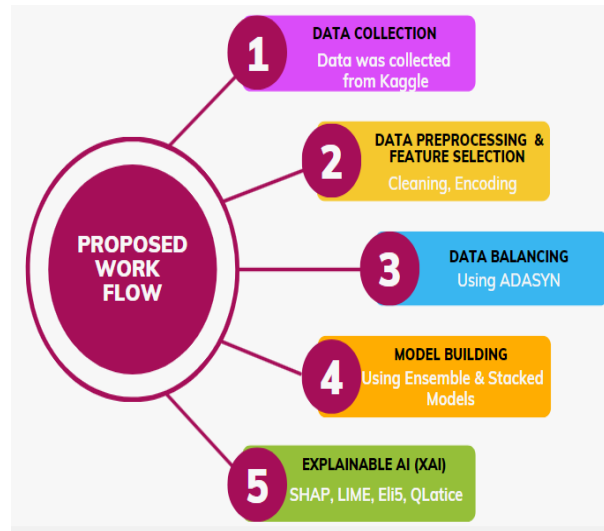 PROPOSED
WORK
FLOW
1
DATA COLLECTION
Data was collected
from Kaggle
2
DATA PREPROCESSING &
FEATURE SELECTION
Cleaning, Encoding
3
DATA BALANCING
Using ADASYN
4
MODEL BUILDING
Using Ensemble & Stacked
Models
5
EXPLAINABLE AI (XAI)
SHAP, LIME, Eli5, QLatice